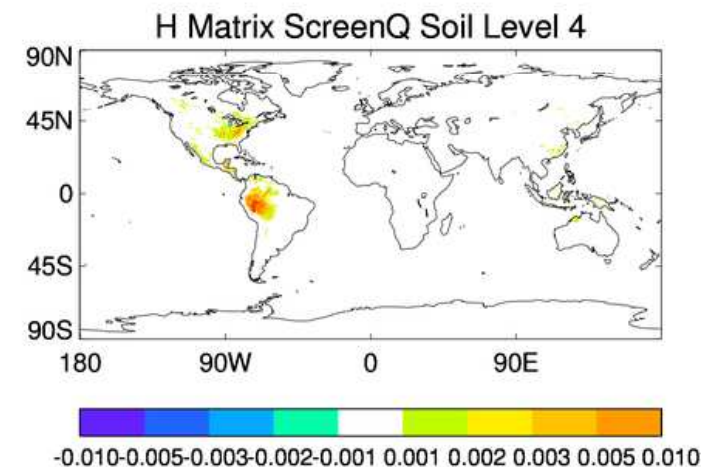 H Matrix ScreenQ Soil Level 4
90N
45N
0
45S
90S
180 90W 0 90E
-0.010-0.005-0.003-0.002-0.001 0.001 0.002 0.003 0.005 0.010